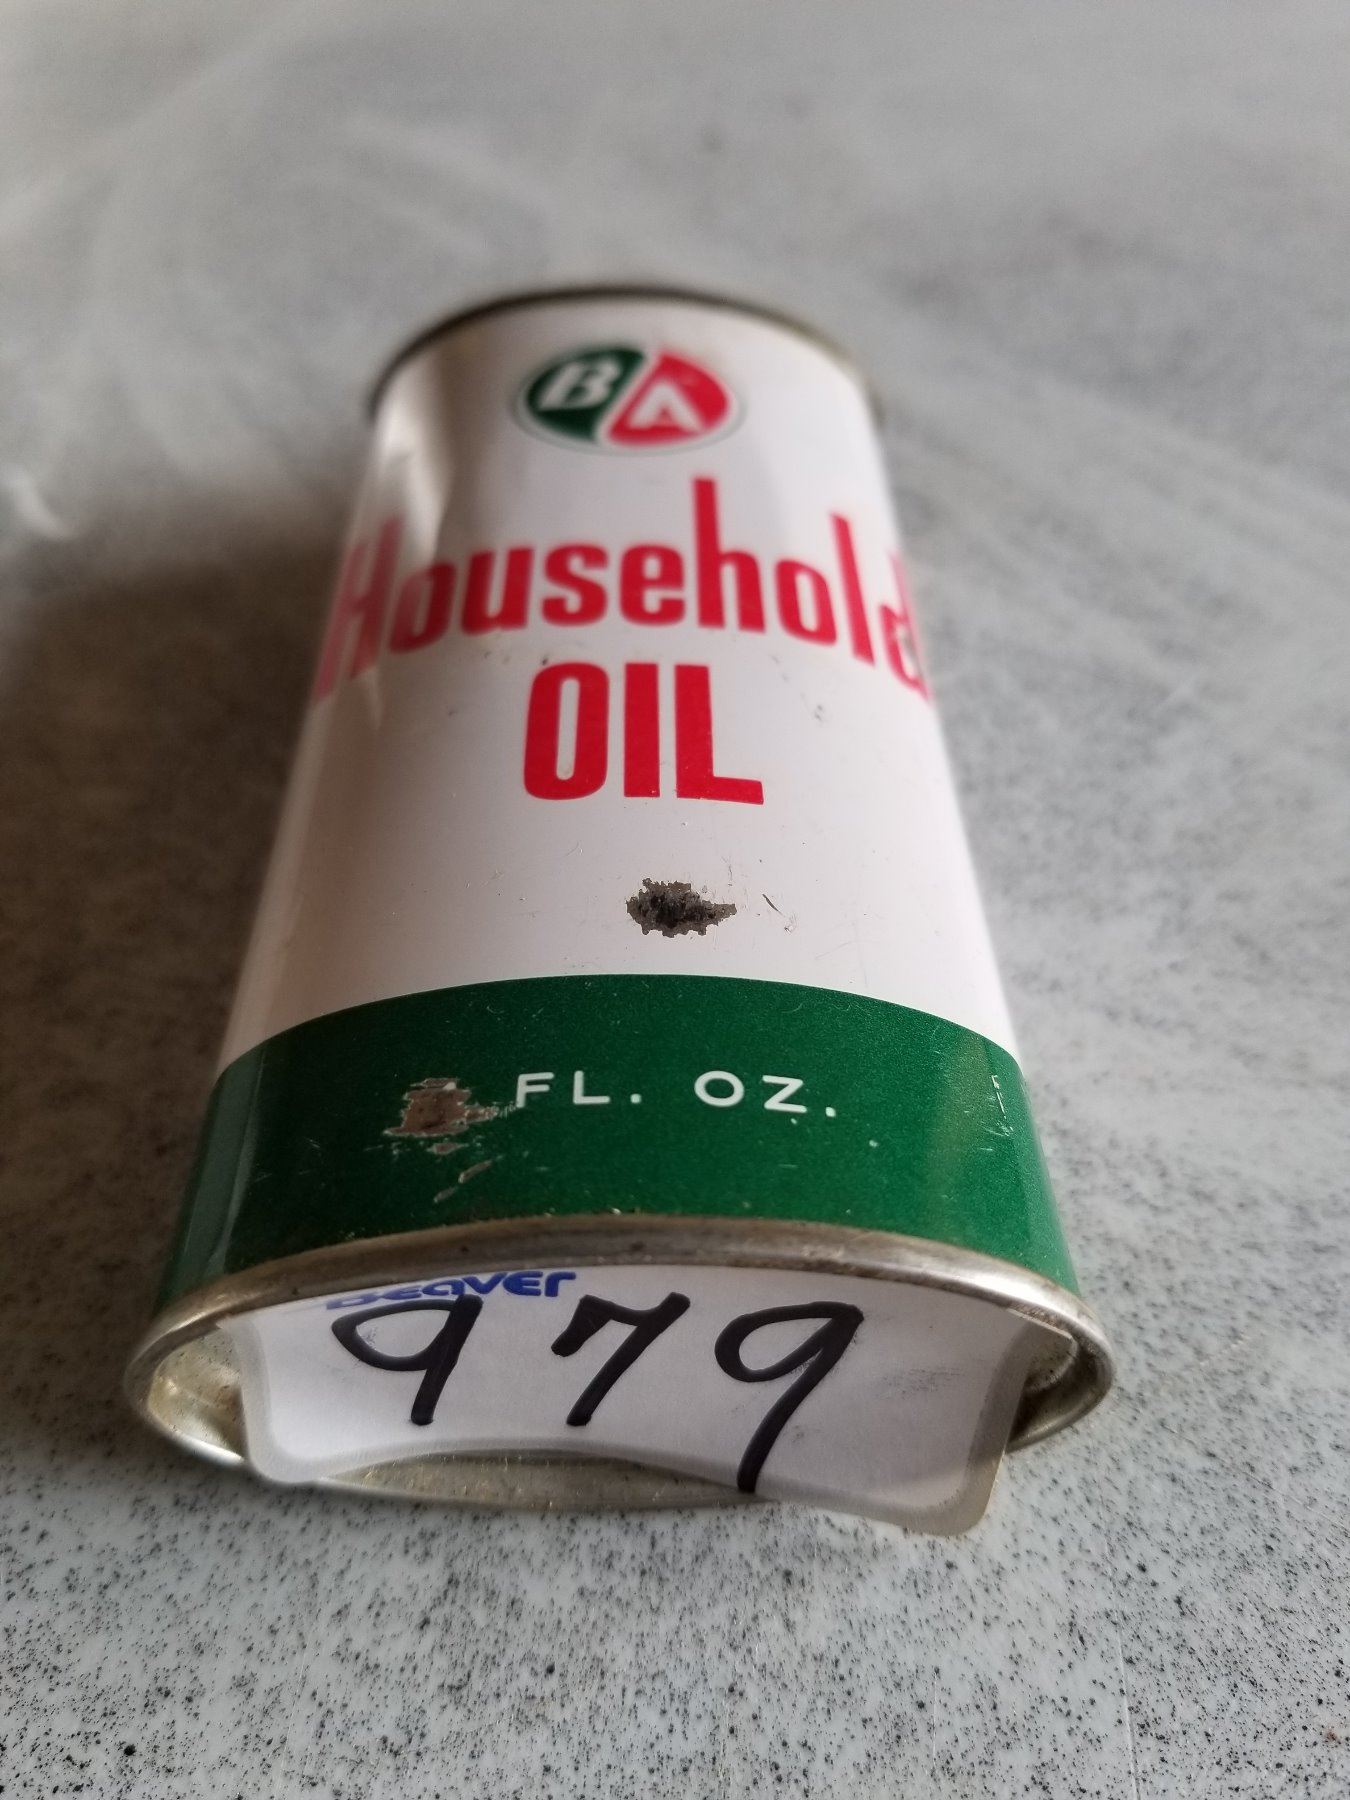 BA
Household
OIL
FL. OZ.
Beaver
979